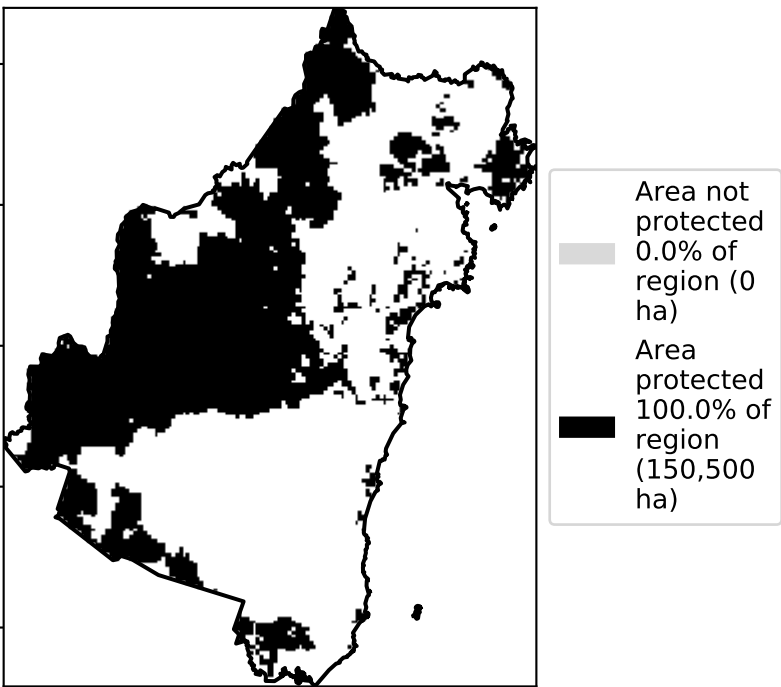 Area not
protected
0.0% of
region (0
ha)
Area
protected
100.0% of
region
(150,500
ha)